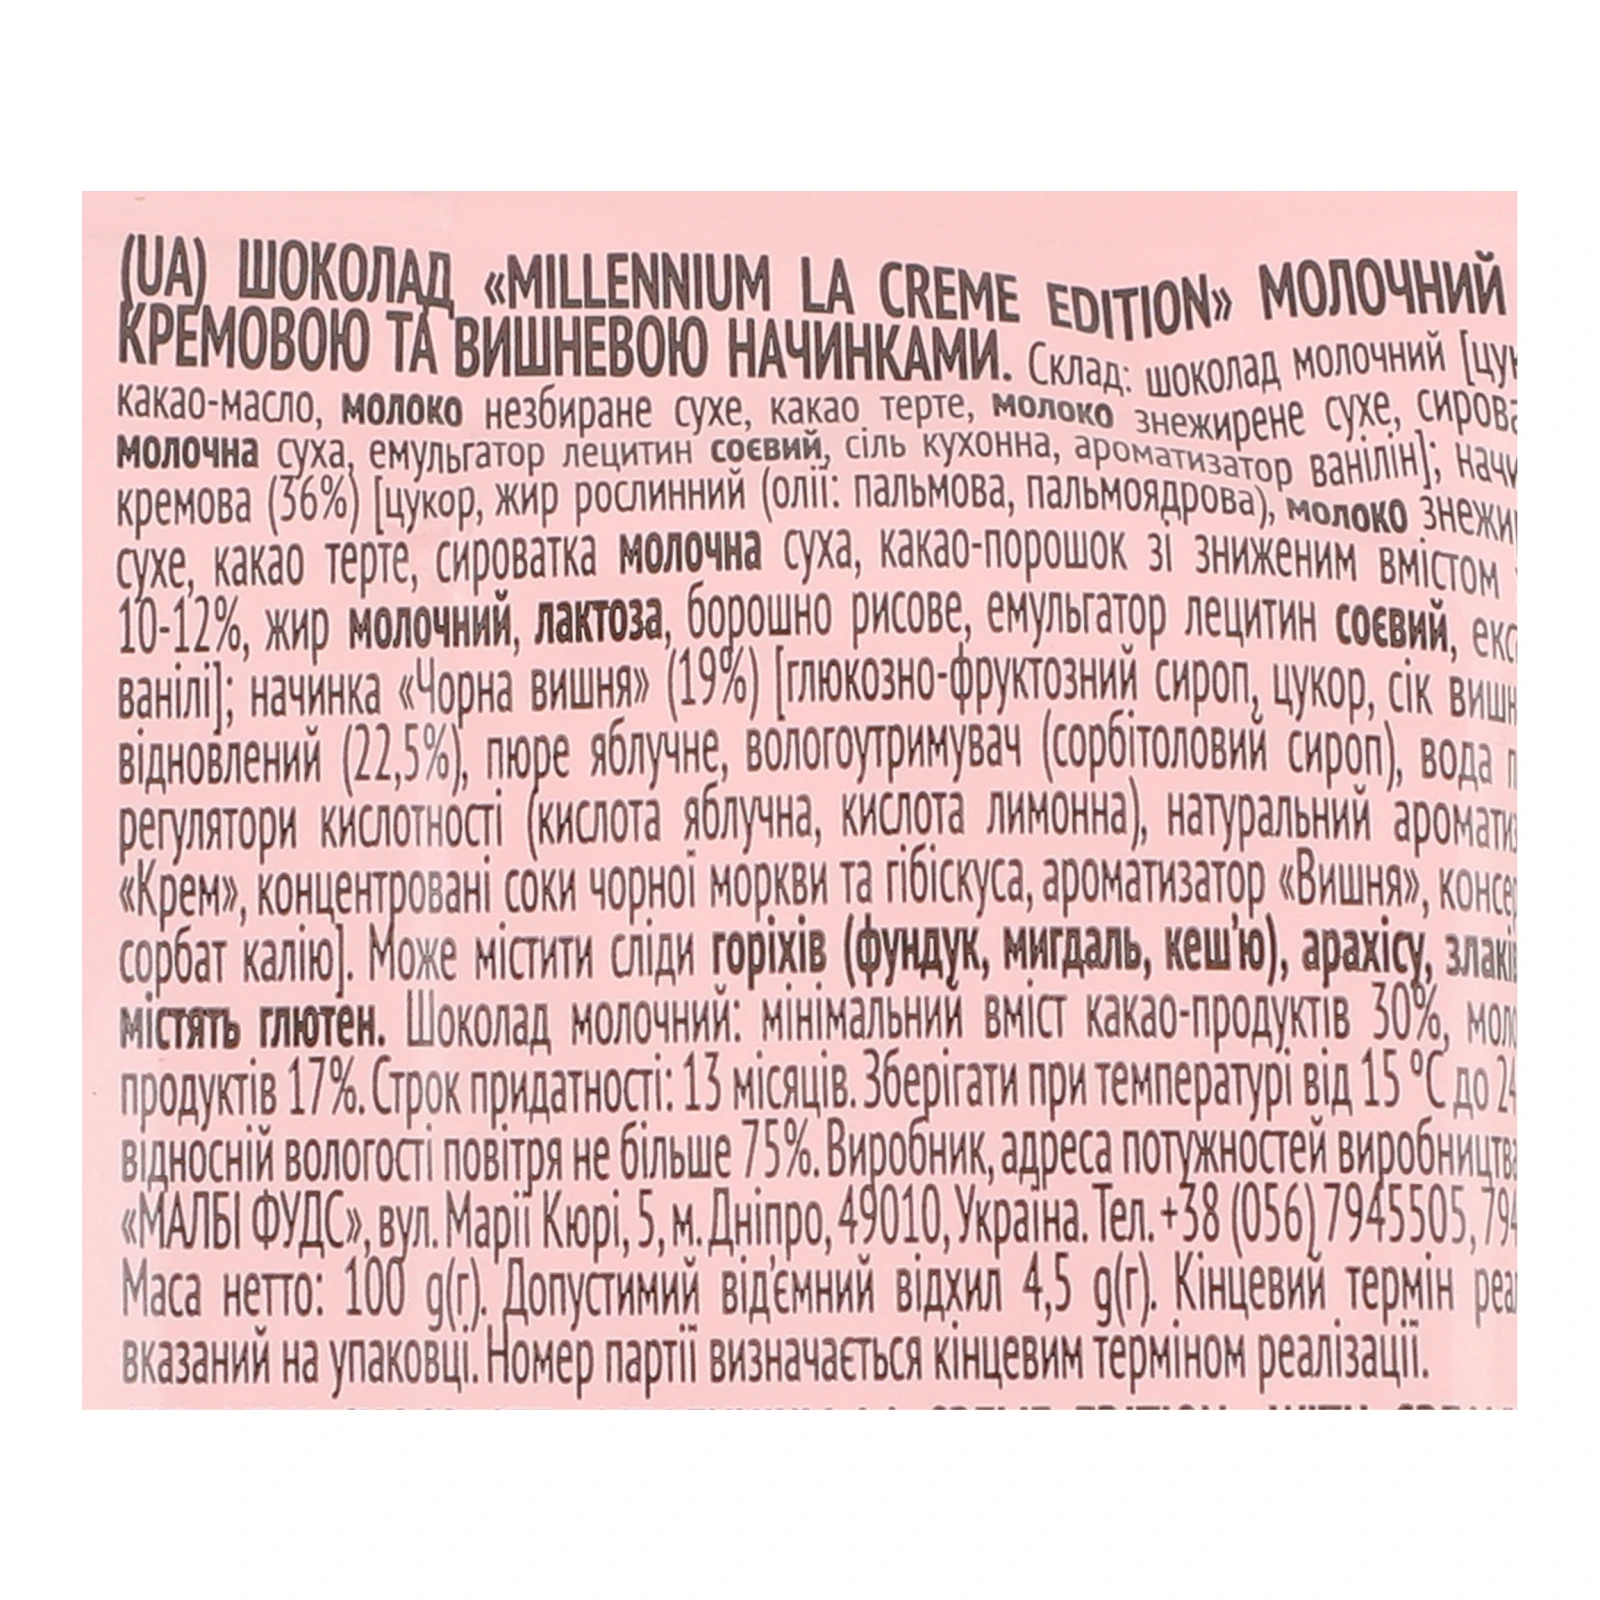 (UA) ШОКОЛАД «MILLENNIUM LA CREME EDITION» МОЛОЧНИЙ
КРЕМОВОЮ ТА ВИШНЕВОЮ НАЧИНКАМИ. Склад: шоколад молочний [цук
какао-масло, молоко незбиране сухе, какао терте, молоко знежирене сухе, сирова
молочна суха, емульгатор лецитин соєвий, сіль кухонна, ароматизатор ванілін]; начи
кремова (36%) [цукор, жир рослинний (олії: пальмова, пальмоядрова), молоко знежи
сухе, какао терте, сироватка молочна суха, какао-порошок зі зниженим вмістом
10-12%, жир молочний, лактоза, борошно рисове, емульгатор лецитин соєвий, екс
ванілі]; начинка «Чорна вишня» (19%) [глюкозно-фруктозний сироп, цукор, сік вишн
відновлений (22,5%), пюре яблучне, вологоутримувач (сорбітоловий сироп), вода п
регулятори кислотності (кислота яблучна, кислота лимонна), натуральний аромати
«Крем», концентровані соки чорної моркви та гібіскуса, ароматизатор «Вишня», консер
сорбат калію]. Може містити сліди горіхів (фундук, мигдаль, кеш'ю), арахісу, злакі
містять глютен. Шоколад молочний: мінімальний вміст какао-продуктів 30%, моло
продуктів 17%. Строк придатності: 13 місяців. Зберігати при температурі від 15 °C до 24
відносній вологості повітря не більше 75%. Виробник, адреса потужностей виробництва
«МАЛБІ ФУДС», вул. Марії Кюрі, 5, м. Дніпро, 49010, Україна. Тел. +38 (056) 7945505, 794
Маса нетто: 100 g(г). Допустимий від'ємний відхил 4,5 g(г). Кінцевий термін реа
вказаний на упаковці. Номер партії визначається кінцевим терміном реалізації.